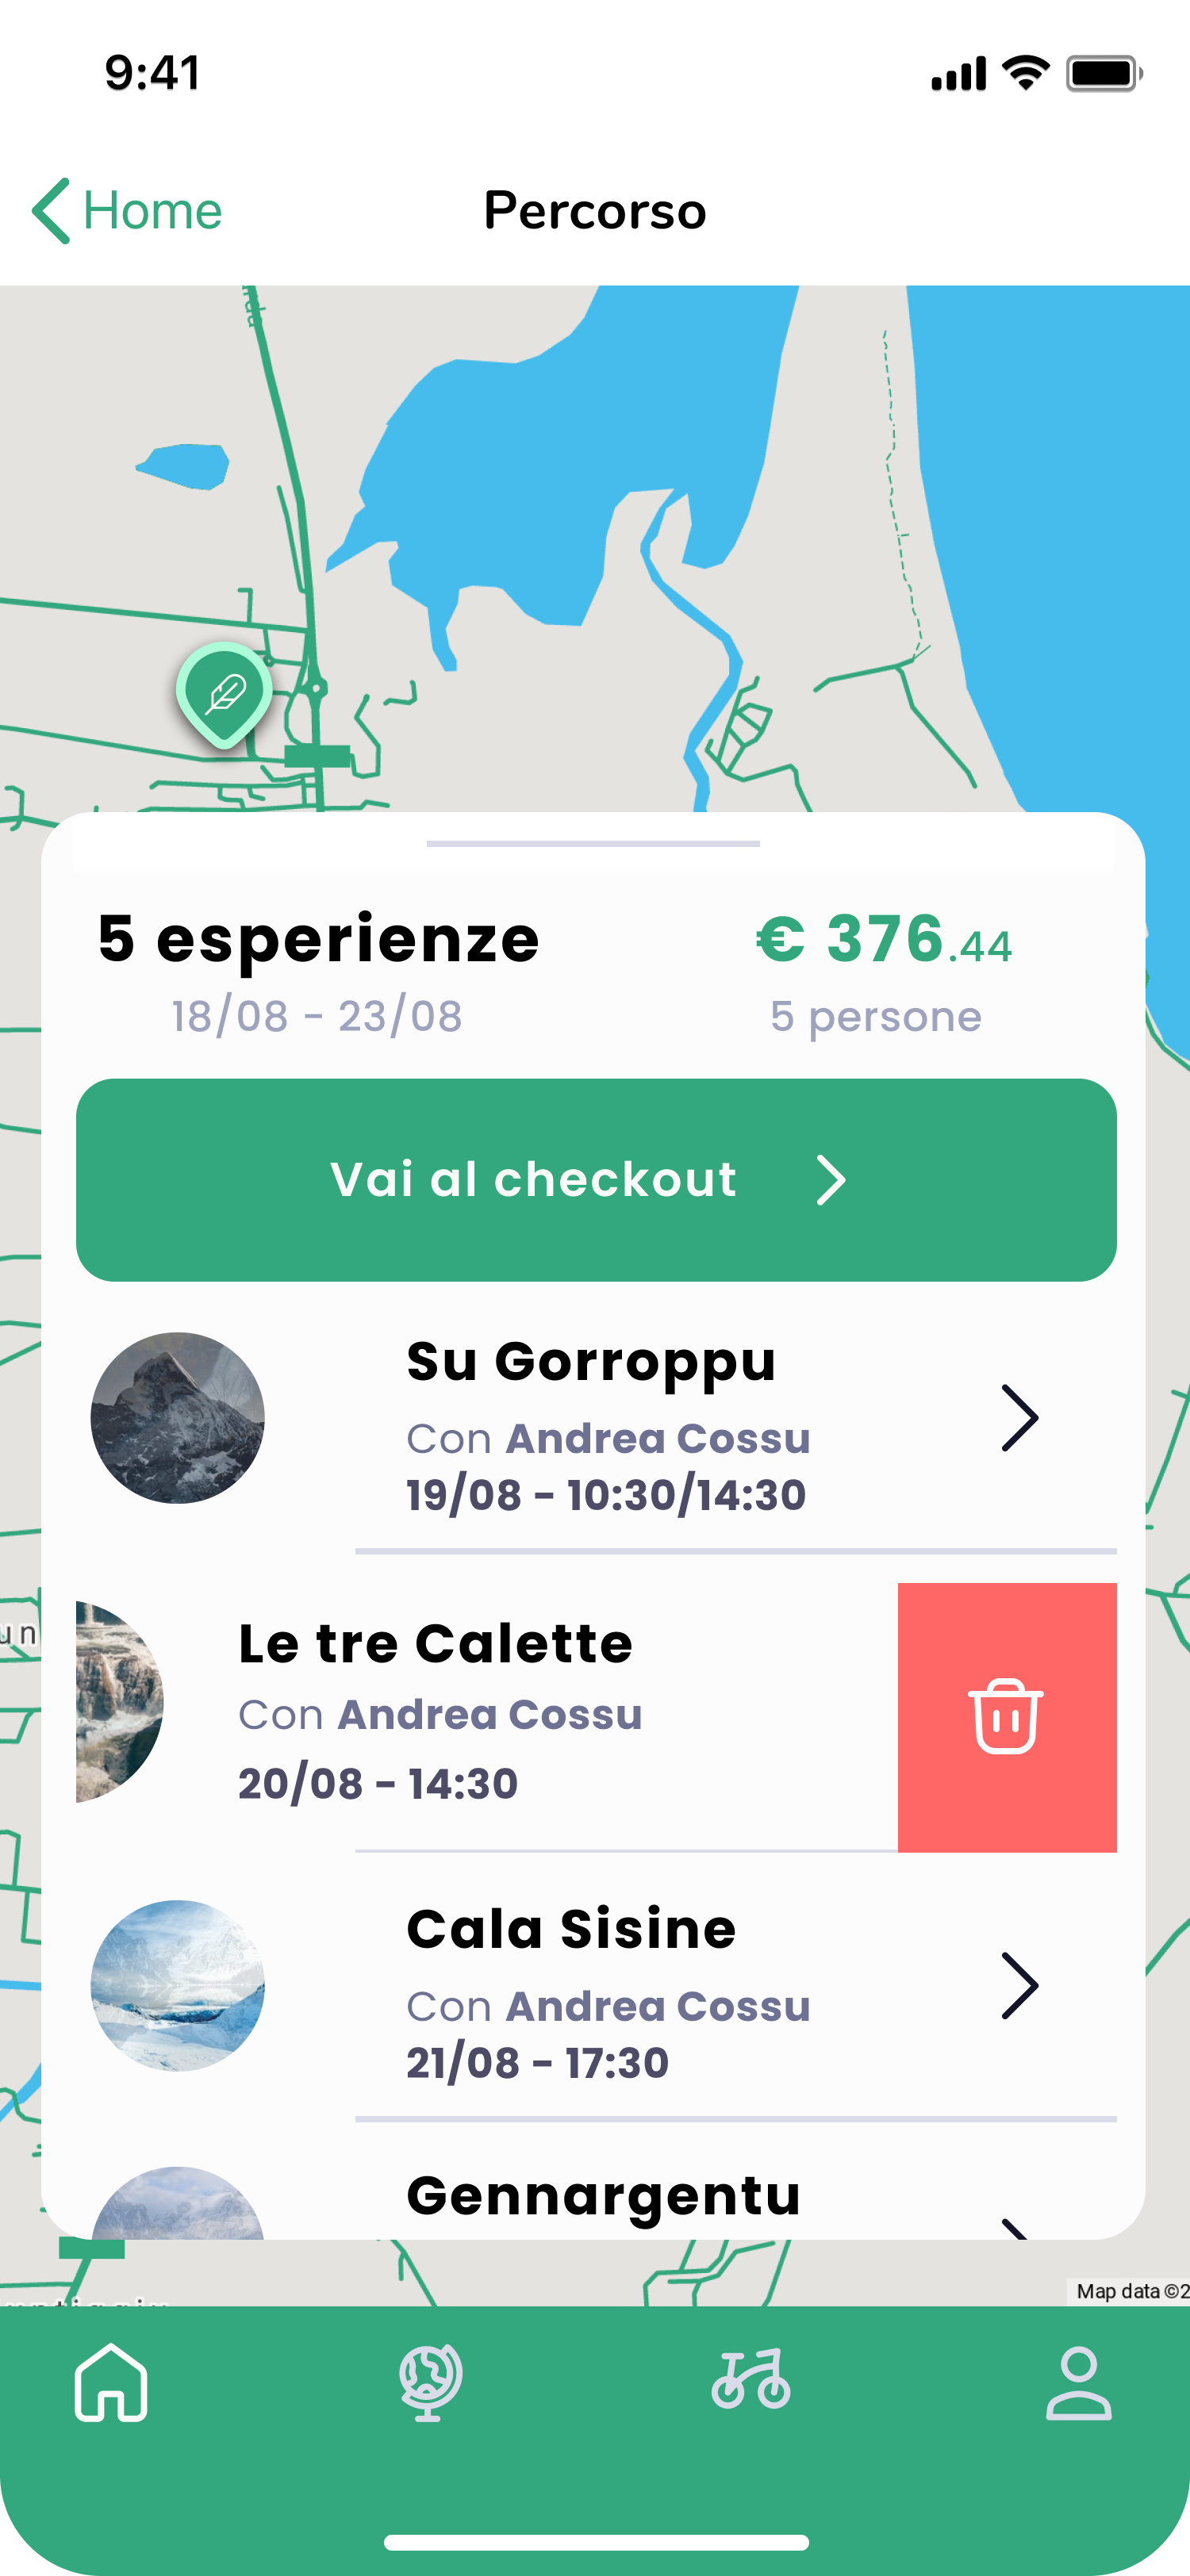 9:41
Home
Percorso
5 esperienze
€ 376.44
18/08 - 23/08
5 persone
Vai al checkout
Su Gorroppu
Con Andrea Cossu
19/08 - 10:30/14:30
Le tre Calette
Con Andrea Cossu
20/08 - 14:30
Cala Sisine
Con Andrea Cossu
21/08 - 17:30
Gennargentu
Map data ©2